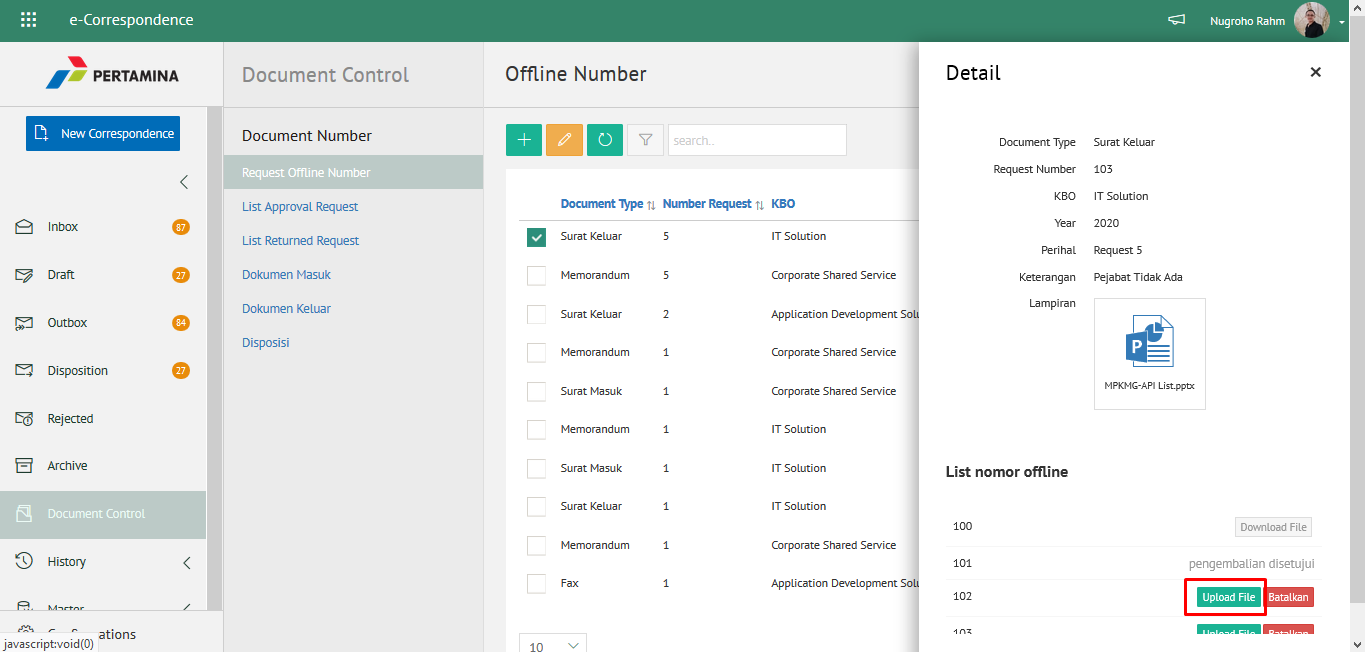 e-Correspondence
Nugroho Rahm
PERTAMINA
New Correspondence
Inbox 87
Draft 27
Outbox 84
Disposition 27
Rejected
Archive
Document Control
History
Master
Configurations
javascript:void(0)
Document Control
Document Number
Request Offline Number
List Approval Request
List Returned Request
Dokumen Masuk
Dokumen Keluar
Disposisi
Offline Number
search..
Document Type Number Request KBO
Surat Keluar 5 IT Solution
Memorandum 5 Corporate Shared Service
Surat Keluar 2 Application Development Solu
Memorandum 1 Corporate Shared Service
Surat Masuk 1 Corporate Shared Service
Memorandum 1 IT Solution
Surat Masuk 1 IT Solution
Surat Keluar 1 IT Solution
Memorandum 1 Corporate Shared Service
Fax 1 Application Development Solu
10
Detail
Document Type Surat Keluar
Request Number 103
KBO IT Solution
Year 2020
Perihal Request 5
Keterangan Pejabat Tidak Ada
Lampiran
P
MPKMG-API List.pptx
List nomor offline
100 Download File
101 pengembalian disetujui
102 Upload File Batalkan
103 Upload File Batalkan